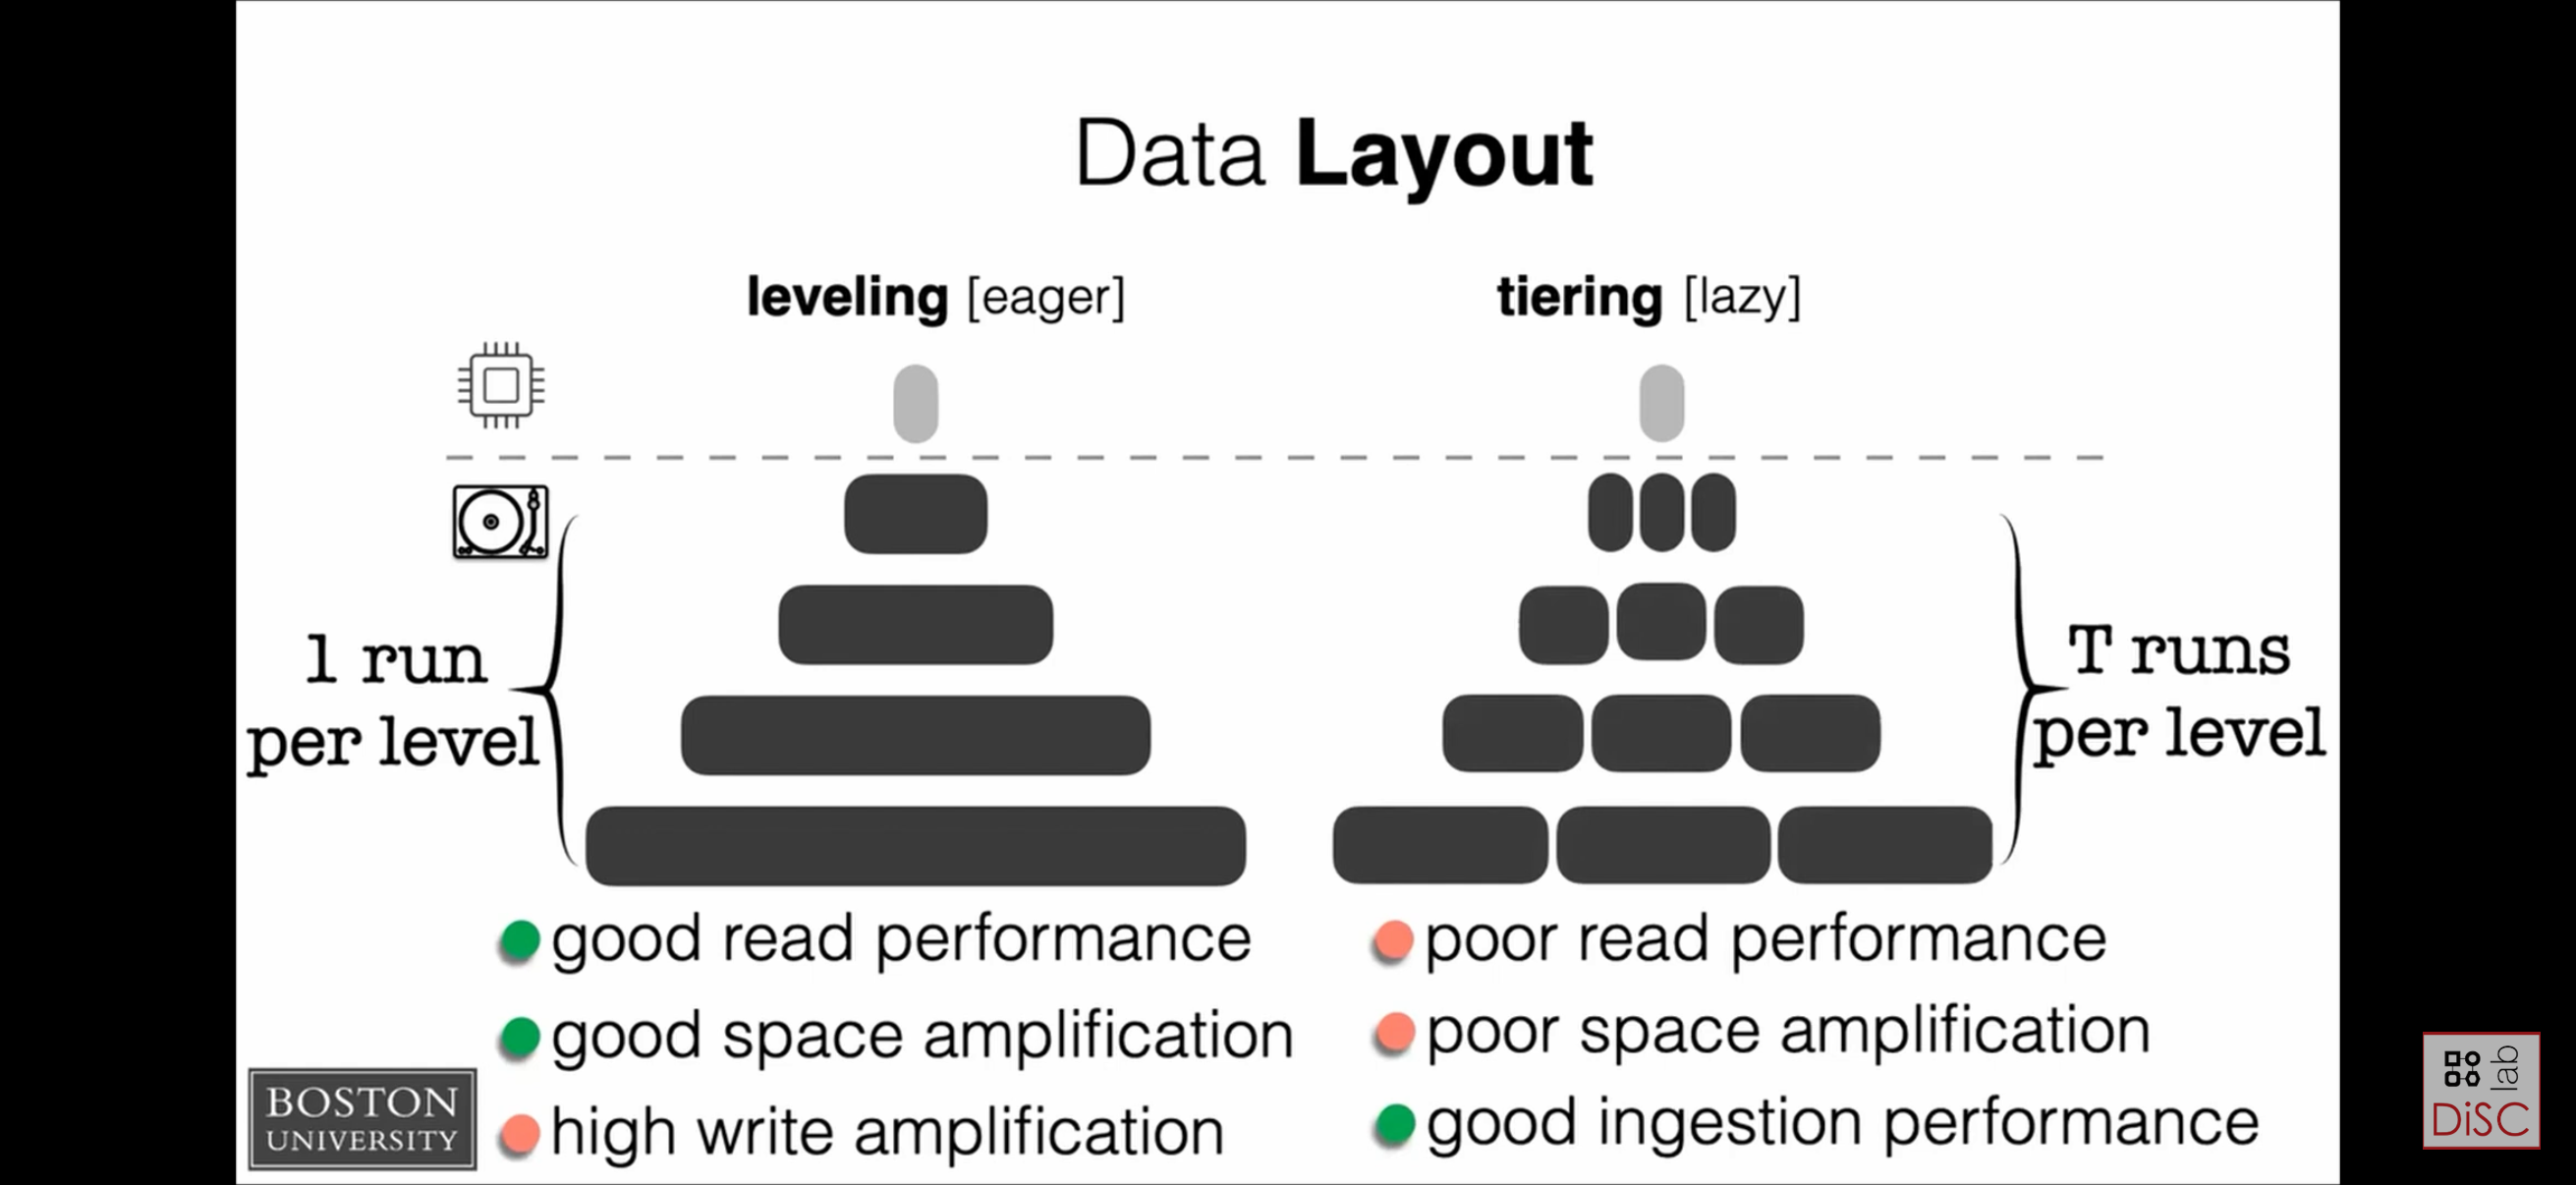 Data Layout
leveling [eager]
tiering [lazy]
1 run
per level
T runs
per level
good read performance
good space amplification
high write amplification
poor read performance
poor space amplification
good ingestion performance
BOSTON
UNIVERSITY
lab
DiSC